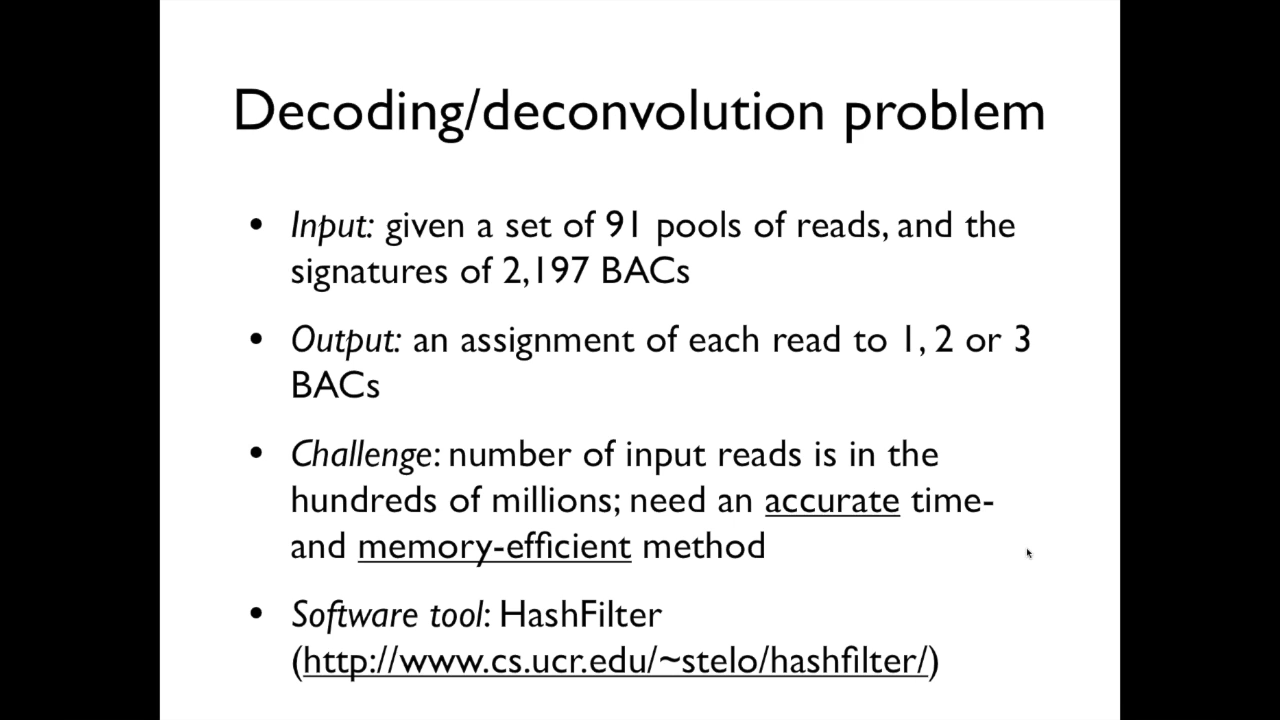 Decoding/deconvolution problem
• Input: given a set of 91 pools of reads, and the
signatures of 2,197 BACs
• Output: an assignment of each read to 1, 2 or 3
BACs
• Challenge: number of input reads is in the
hundreds of millions; need an accurate time-
and memory-efficient method
• Software tool: HashFilter
(http://www.cs.ucr.edu/~stelo/hashfilter/)